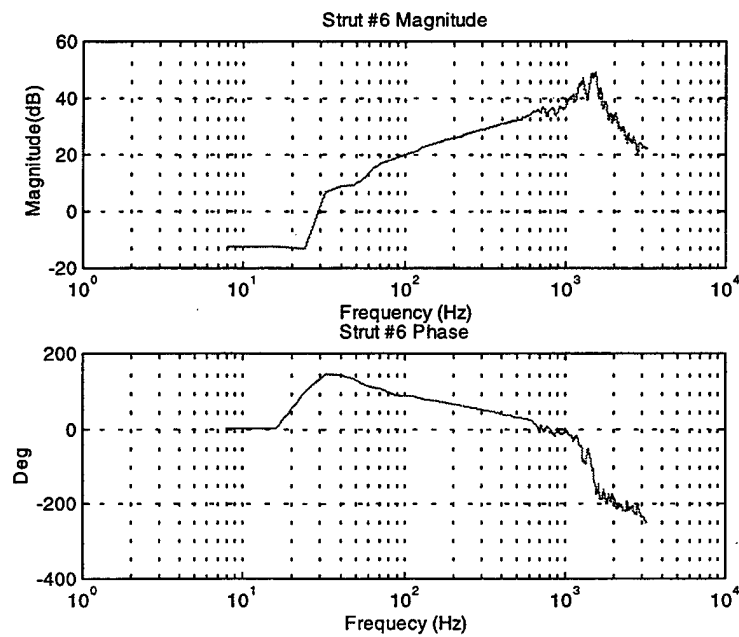 Strut #6 Magnitude
60
40
20
0
-20
Magnitude(dB)
10^0 10^1 10^2 10^3 10^4
Frequency (Hz)
Strut #6 Phase
200
0
-200
-400
Deg
10^0 10^1 10^2 10^3 10^4
Frequecy (Hz)